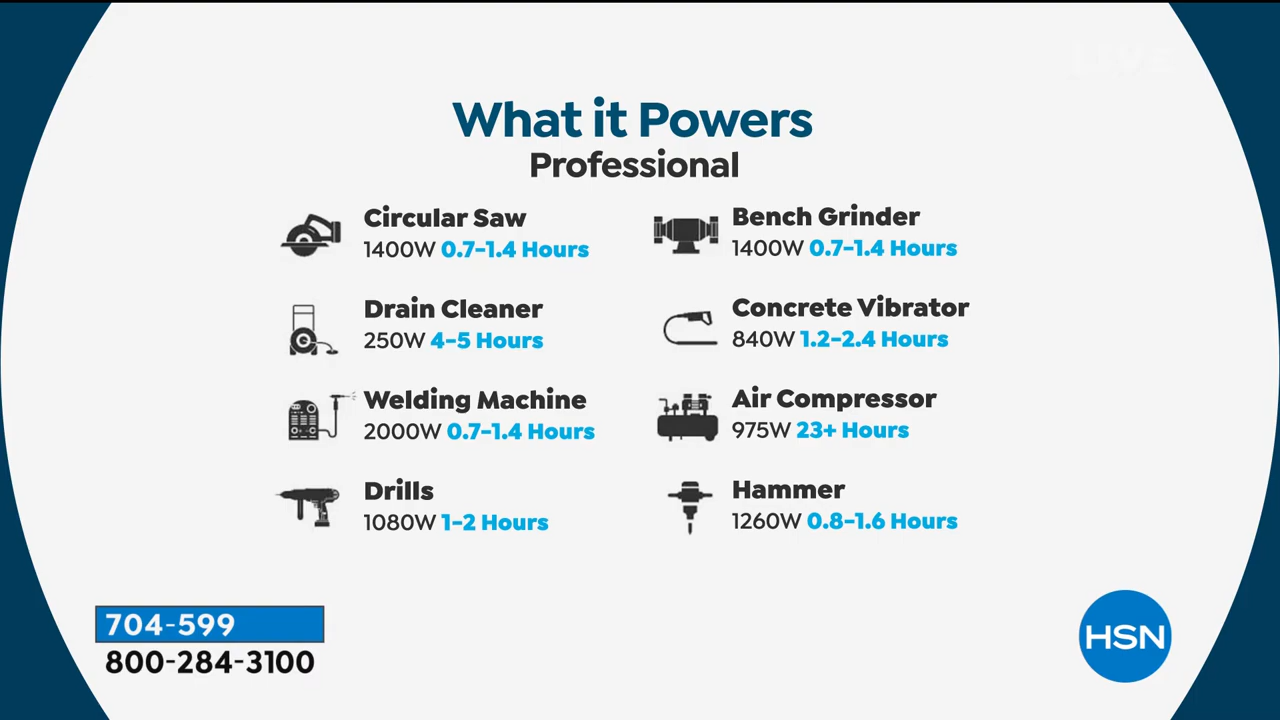 LIVE
What it Powers
Professional
Circular Saw
1400W 0.7-1.4 Hours
Bench Grinder
1400W 0.7-1.4 Hours
Drain Cleaner
250W 4-5 Hours
Concrete Vibrator
840W 1.2-2.4 Hours
Welding Machine
2000W 0.7-1.4 Hours
Air Compressor
975W 23+ Hours
Drills
1080W 1-2 Hours
Hammer
1260W 0.8-1.6 Hours
704-599
800-284-3100
HSN